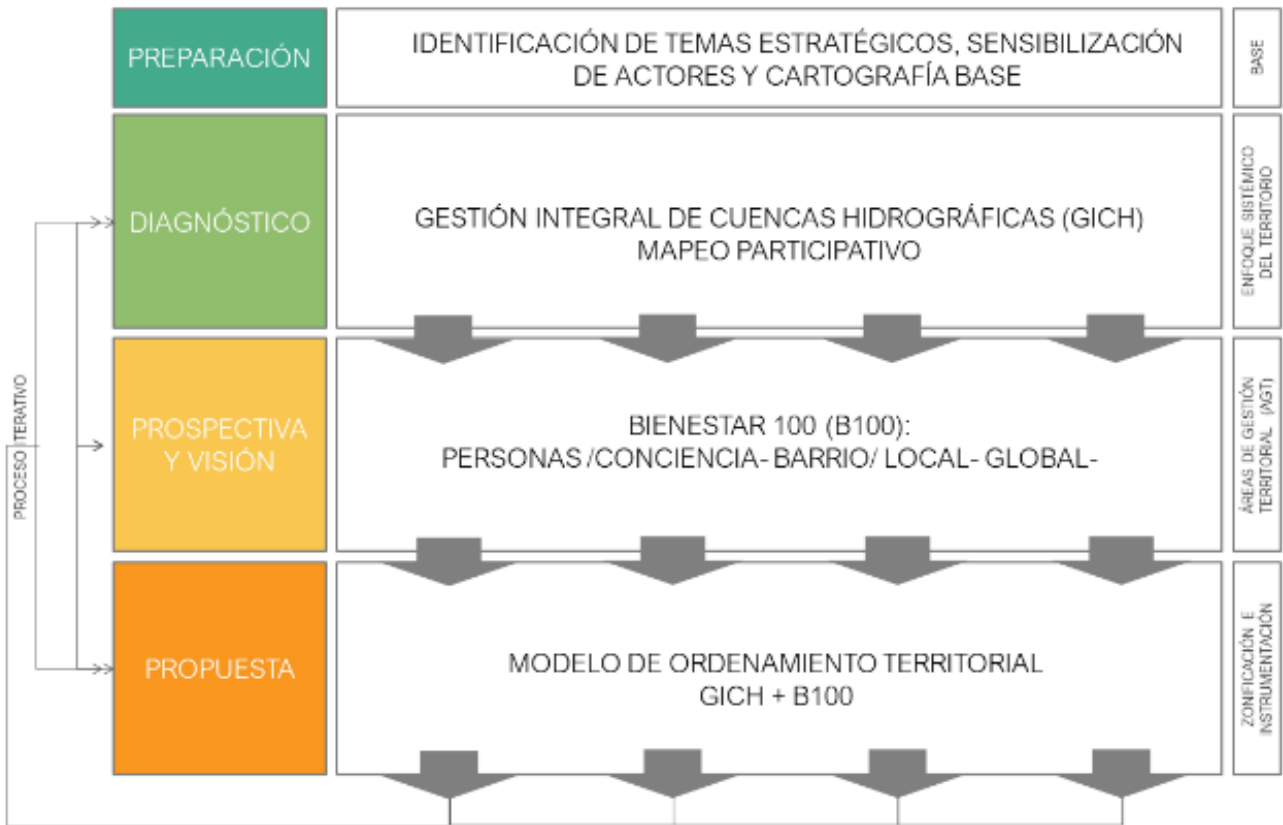 PREPARACIÓN
IDENTIFICACIÓN DE TEMAS ESTRATÉGICOS, SENSIBILIZACIÓN
DE ACTORES Y CARTOGRAFÍA BASE
BASE
DIAGNÓSTICO
GESTIÓN INTEGRAL DE CUENCAS HIDROGRÁFICAS (GICH)
MAPEO PARTICIPATIVO
ENFOQUE SISTÉMICO
DEL TERRITORIO
PROCESO ITERATIVO
PROSPECTIVA
Y VISIÓN
BIENESTAR 100 (B100):
PERSONAS /CONCIENCIA- BARRIO/ LOCAL- GLOBAL-
ÁREAS DE GESTIÓN
TERRITORIAL (AGT)
PROPUESTA
MODELO DE ORDENAMIENTO TERRITORIAL
GICH + B100
ZONIFICACIÓN E
INSTRUMENTACIÓN